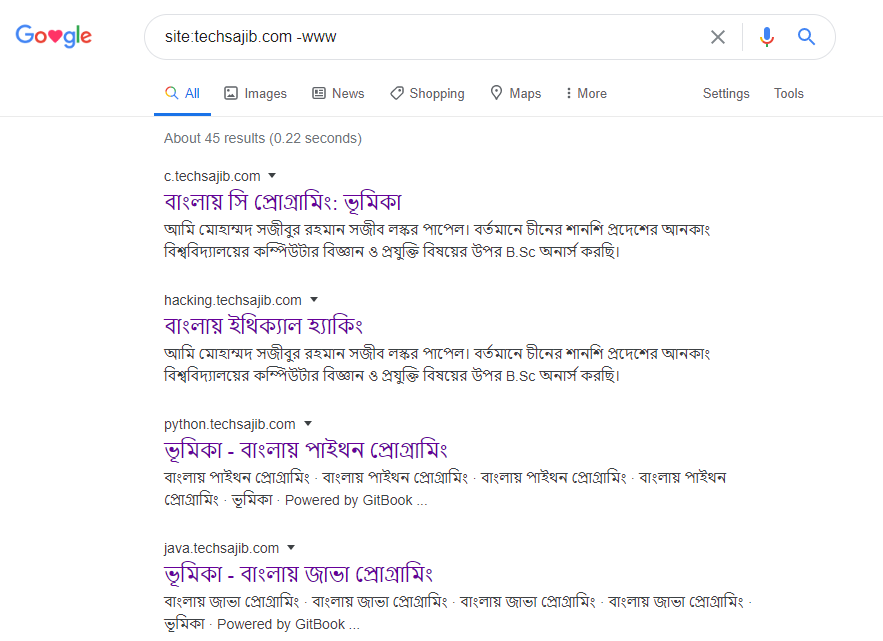 Google
site:techsajib.com -www
All Images News Shopping Maps More Settings Tools
About 45 results (0.22 seconds)
c.techsajib.com
বাংলায় সি প্রোগ্রামিং: ভূমিকা
আমি মোহাম্মদ সজীবুর রহমান সজীব লস্কর পাপেল। বর্তমানে চীনের শানশি প্রদেশের আনকাং
বিশ্ববিদ্যালয়ের কম্পিউটার বিজ্ঞান ও প্রযুক্তি বিষয়ের উপর B.Sc অনার্স করছি।
hacking.techsajib.com
বাংলায় ইথিক্যাল হ্যাকিং
আমি মোহাম্মদ সজীবুর রহমান সজীব লস্কর পাপেল। বর্তমানে চীনের শানশি প্রদেশের আনকাং
বিশ্ববিদ্যালয়ের কম্পিউটার বিজ্ঞান ও প্রযুক্তি বিষয়ের উপর B.Sc অনার্স করছি।
python.techsajib.com
ভূমিকা - বাংলায় পাইথন প্রোগ্রামিং
বাংলায় পাইথন প্রোগ্রামিং · বাংলায় পাইথন প্রোগ্রামিং · বাংলায় পাইথন প্রোগ্রামিং · বাংলায় পাইথন
প্রোগ্রামিং · ভূমিকা · Powered by GitBook ...
java.techsajib.com
ভূমিকা - বাংলায় জাভা প্রোগ্রামিং
বাংলায় জাভা প্রোগ্রামিং · বাংলায় জাভা প্রোগ্রামিং · বাংলায় জাভা প্রোগ্রামিং · বাংলায় জাভা প্রোগ্রামিং ·
ভূমিকা · Powered by GitBook ...